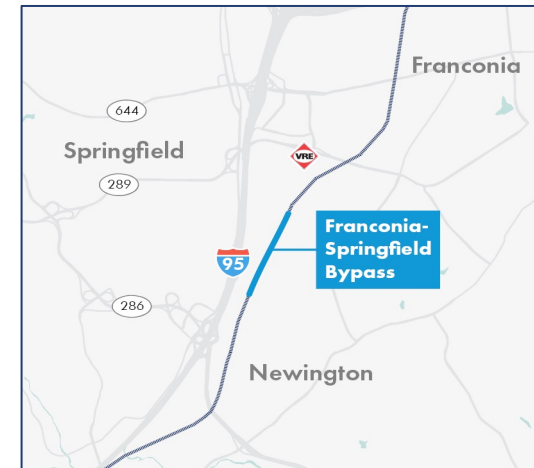 Franconia
644
Springfield
VRE
289
Franconia-
Springfield
Bypass
95
286
Newington